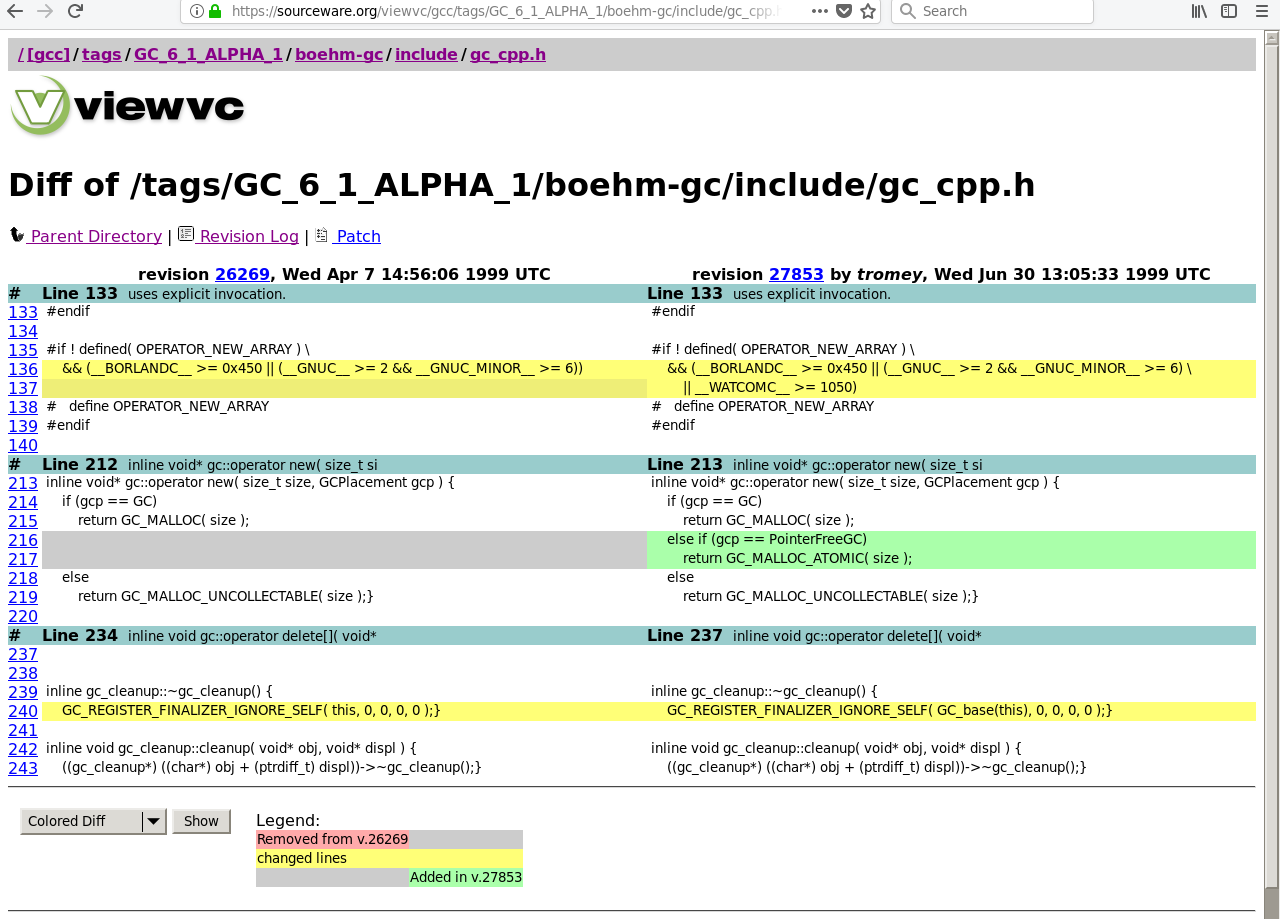 https://sourceware.org/viewvc/gcc/tags/GC_6_1_ALPHA_1/boehm-gc/include/gc_cpp.h
Search
/ [gcc] / tags / GC_6_1_ALPHA_1 / boehm-gc / include / gc_cpp.h
viewvc
Diff of /tags/GC_6_1_ALPHA_1/boehm-gc/include/gc_cpp.h
Parent Directory | Revision Log | Patch
revision 26269, Wed Apr 7 14:56:06 1999 UTC revision 27853 by tromey, Wed Jun 30 13:05:33 1999 UTC
# Line 133 uses explicit invocation. Line 133 uses explicit invocation.
133 #endif #endif
134
135 #if ! defined( OPERATOR_NEW_ARRAY ) \ #if ! defined( OPERATOR_NEW_ARRAY ) \
136 && (__BORLANDC__ >= 0x450 || (__GNUC__ >= 2 && __GNUC_MINOR__ >= 6)) && (__BORLANDC__ >= 0x450 || (__GNUC__ >= 2 && __GNUC_MINOR__ >= 6) \
137 || __WATCOMC__ >= 1050)
138 # define OPERATOR_NEW_ARRAY # define OPERATOR_NEW_ARRAY
139 #endif #endif
140
# Line 212 inline void* gc::operator new( size_t si Line 213 inline void* gc::operator new( size_t si
213 inline void* gc::operator new( size_t size, GCPlacement gcp ) { inline void* gc::operator new( size_t size, GCPlacement gcp ) {
214 if (gcp == GC) if (gcp == GC)
215 return GC_MALLOC( size ); return GC_MALLOC( size );
216 else if (gcp == PointerFreeGC)
217 return GC_MALLOC_ATOMIC( size );
218 else else
219 return GC_MALLOC_UNCOLLECTABLE( size );} return GC_MALLOC_UNCOLLECTABLE( size );}
220
# Line 234 inline void gc::operator delete[]( void* Line 237 inline void gc::operator delete[]( void*
237
238
239 inline gc_cleanup::~gc_cleanup() { inline gc_cleanup::~gc_cleanup() {
240 GC_REGISTER_FINALIZER_IGNORE_SELF( this, 0, 0, 0, 0 );} GC_REGISTER_FINALIZER_IGNORE_SELF( GC_base(this), 0, 0, 0, 0 );}
241
242 inline void gc_cleanup::cleanup( void* obj, void* displ ) { inline void gc_cleanup::cleanup( void* obj, void* displ ) {
243 ((gc_cleanup*) ((char*) obj + (ptrdiff_t) displ))->~gc_cleanup();} ((gc_cleanup*) ((char*) obj + (ptrdiff_t) displ))->~gc_cleanup();}
Colored Diff Show Legend:
Removed from v.26269
changed lines
Added in v.27853